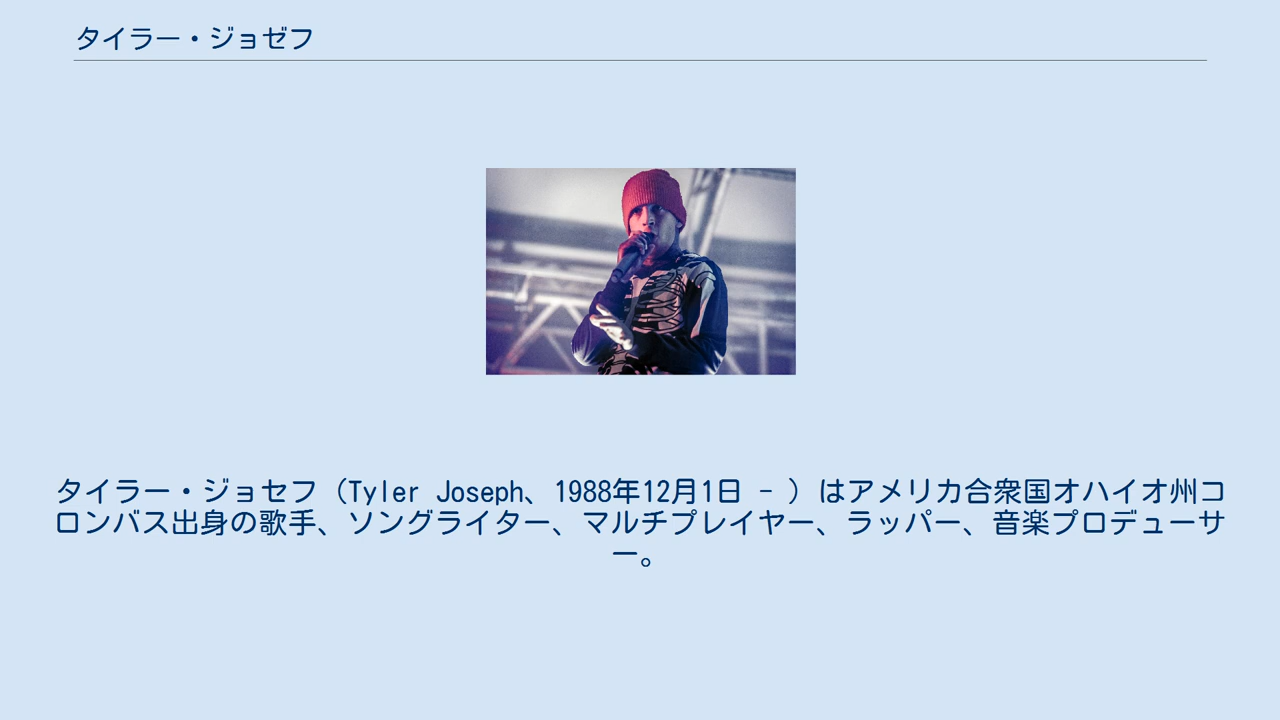 タイラー・ジョゼフ
タイラー・ジョセフ（Tyler Joseph、1988年12月1日 - ）はアメリカ合衆国オハイオ州コ
ロンバス出身の歌手、ソングライター、マルチプレイヤー、ラッパー、音楽プロデューサ
ー。